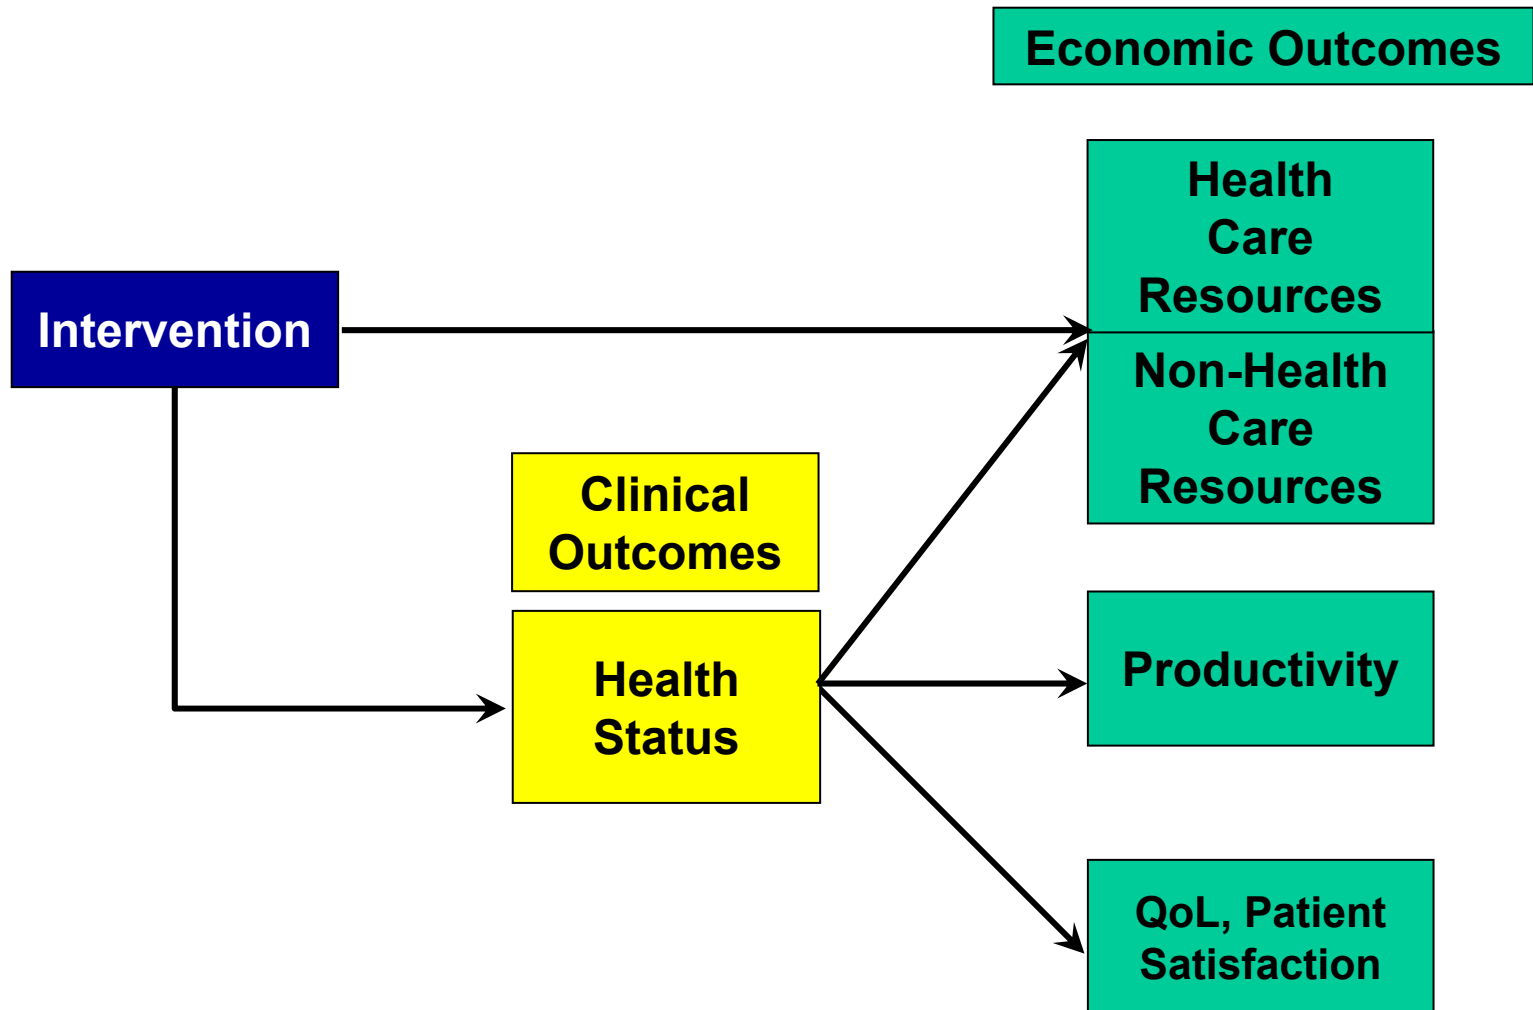 Economic Outcomes
Health
Care
Resources
Intervention
Non-Health
Care
Resources
Clinical
Outcomes
Health
Status
Productivity
QoL, Patient
Satisfaction